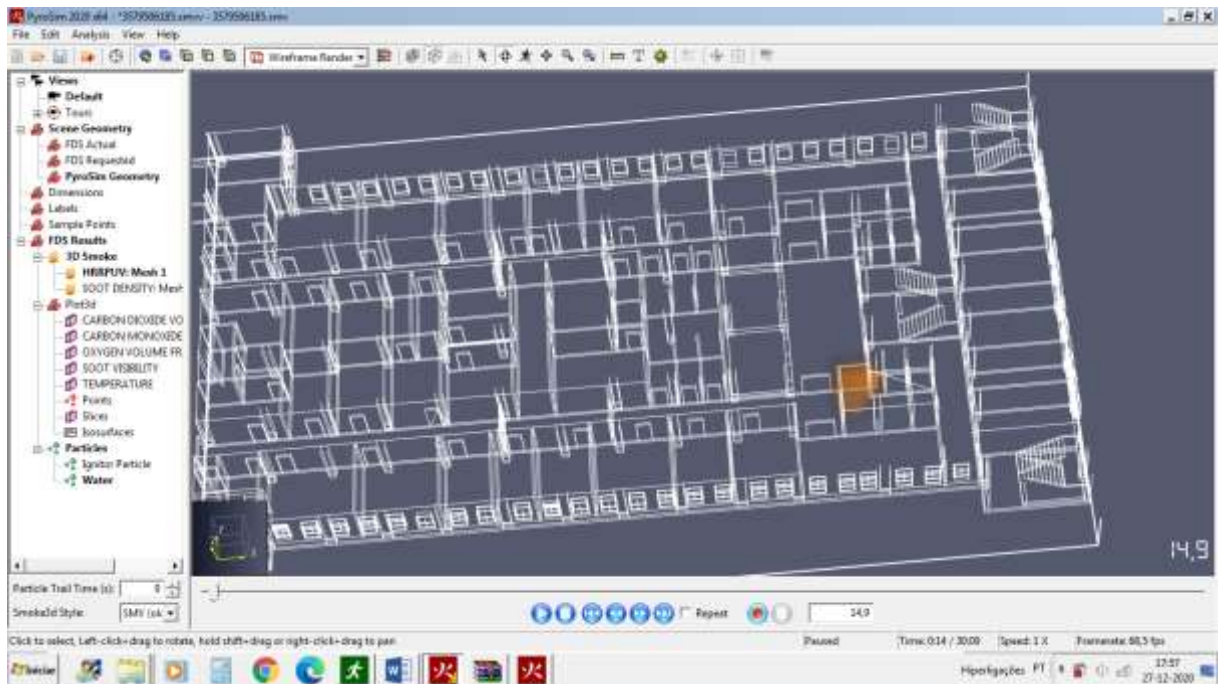 PyroSim 2020 x64 - *3579506185.smvv - 3579506185.smv
File Edit Analysis View Help
Wireframe Render
Views
Default
Tours
Scene Geometry
FDS Actual
FDS Requested
PyroSim Geometry
Dimensions
Labels
Sample Points
FDS Results
3D Smoke
HRRPUV: Mesh 1
SOOT DENSITY: Mesh
Plot3d
CARBON DIOXIDE VO
CARBON MONOXIDE
OXYGEN VOLUME FR
SOOT VISIBILITY
TEMPERATURE
Points
Slices
Isosurfaces
Particles
Ignitor Particle
Water
14,9
Particle Trail Time (s): 0
Smoke3d Style: SMV (ok
Repeat 14,9
Click to select, Left-click+drag to rotate, hold shift+drag or right-click+drag to pan Paused Time: 0:14 / 30:00 Speed: 1 X Framerate: 68,5 fps
Iniciar Hiperligações PT 17:57
27-12-2020